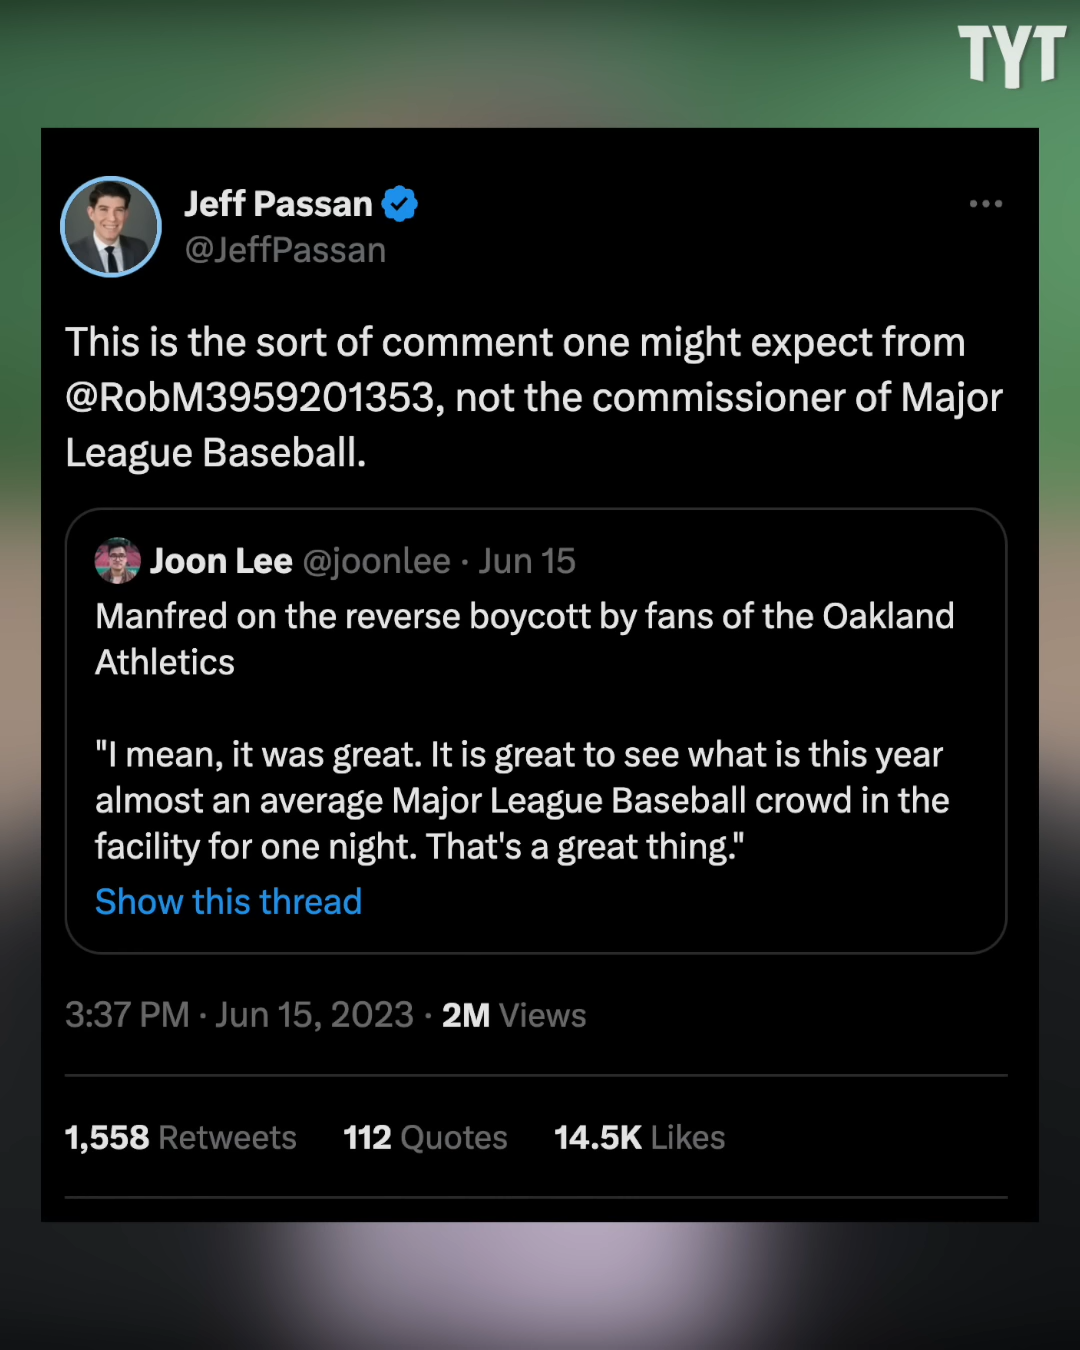 TYT
Jeff Passan
@JeffPassan
This is the sort of comment one might expect from
@RobM3959201353, not the commissioner of Major
League Baseball.
Joon Lee @joonlee · Jun 15
Manfred on the reverse boycott by fans of the Oakland
Athletics
"I mean, it was great. It is great to see what is this year
almost an average Major League Baseball crowd in the
facility for one night. That's a great thing."
Show this thread
3:37 PM · Jun 15, 2023 · 2M Views
1,558 Retweets 112 Quotes 14.5K Likes